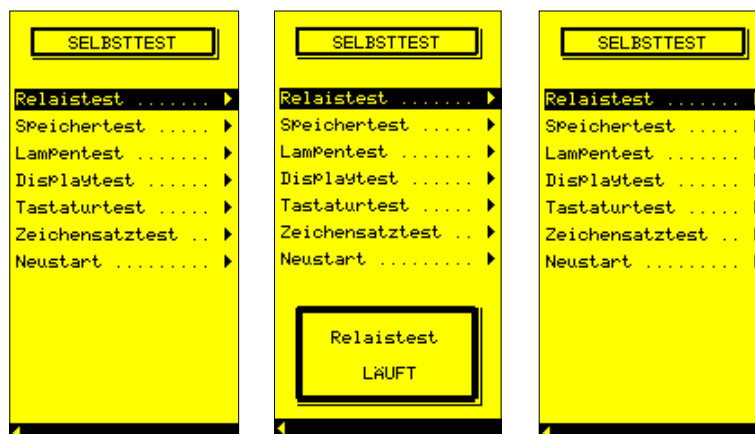 SELBSTTEST
Relaistest ....... ▶
Speichertest ..... ▶
Lampentest ....... ▶
Displaytest ...... ▶
Tastaturtest ..... ▶
Zeichensatztest .. ▶
Neustart ......... ▶
SELBSTTEST
Relaistest ....... ▶
Speichertest ..... ▶
Lampentest ....... ▶
Displaytest ...... ▶
Tastaturtest ..... ▶
Zeichensatztest .. ▶
Neustart ......... ▶
Relaistest
LÄUFT
SELBSTTEST
Relaistest .......
Speichertest .....
Lampentest .......
Displaytest ......
Tastaturtest .....
Zeichensatztest ..
Neustart .........